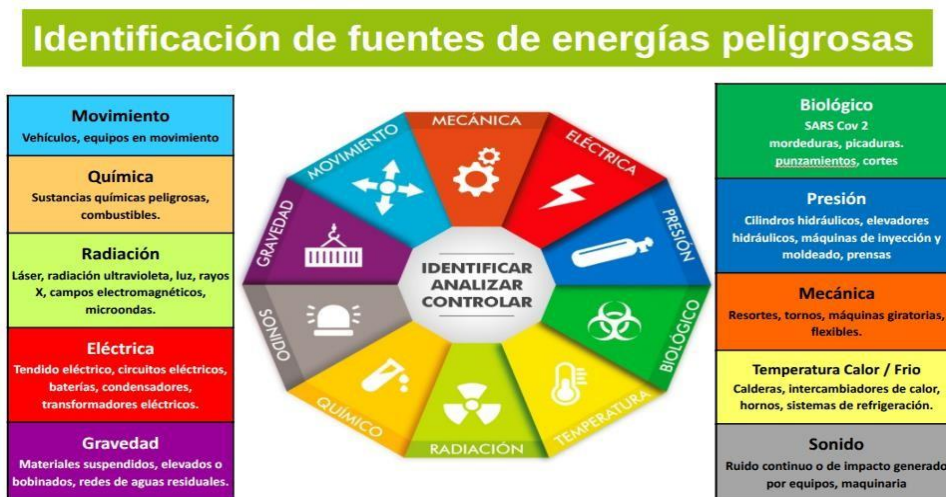 Identificación de fuentes de energías peligrosas
Movimiento
Vehículos, equipos en movimiento
Química
Sustancias químicas peligrosas,
combustibles.
Radiación
Láser, radiación ultravioleta, luz, rayos
X, campos electromagnéticos,
microondas.
Eléctrica
Tendido eléctrico, circuitos eléctricos,
baterías, condensadores,
transformadores eléctricos.
Gravedad
Materiales suspendidos, elevados o
bobinados, redes de aguas residuales.
MECÁNICA
ELÉCTRICA
PRESIÓN
BIOLÓGICO
TEMPERATURA
RADIACIÓN
QUÍMICO
SONIDO
GRAVEDAD
MOVIMIENTO
IDENTIFICAR
ANALIZAR
CONTROLAR
Biológico
SARS Cov 2
mordeduras, picaduras.
punzamientos, cortes
Presión
Cilindros hidráulicos, elevadores
hidráulicos, máquinas de inyección y
moldeado, prensas
Mecánica
Resortes, tornos, máquinas giratorias,
flexibles.
Temperatura Calor / Frio
Calderas, intercambiadores de calor,
hornos, sistemas de refrigeración.
Sonido
Ruido continuo o de impacto generado
por equipos, maquinaria